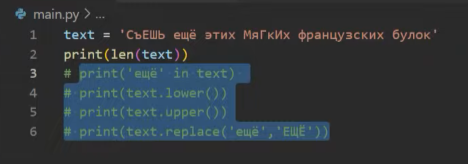 main.py > ...
1 text = 'СъЕШЬ ещё этих МяГкИх французских булок'
2 print(len(text))
3 # print('ещё' in text)
4 # print(text.lower())
5 # print(text.upper())
6 # print(text.replace('ещё','ЕЩЁ'))